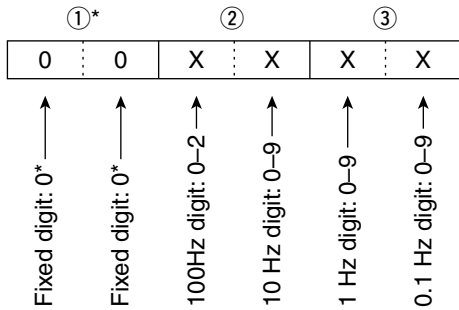 ①* ② ③
0 0 X X X X
Fixed digit: 0*
Fixed digit: 0*
100Hz digit: 0–2
10 Hz digit: 0–9
1 Hz digit: 0–9
0.1 Hz digit: 0–9